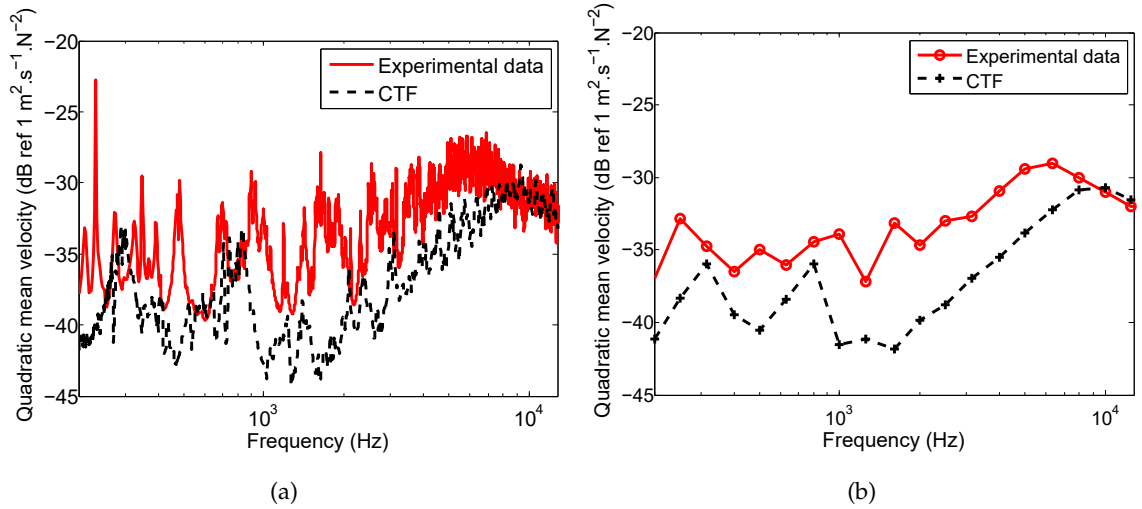 −20
−25
−30
−35
−40
−45
Quadratic mean velocity (dB ref 1 m².s⁻¹.N⁻²)
Experimental data
CTF
10³
10⁴
Frequency (Hz)
(a)
−20
−25
−30
−35
−40
−45
Quadratic mean velocity (dB ref 1 m².s⁻¹.N⁻²)
Experimental data
CTF
10³
10⁴
Frequency (Hz)
(b)